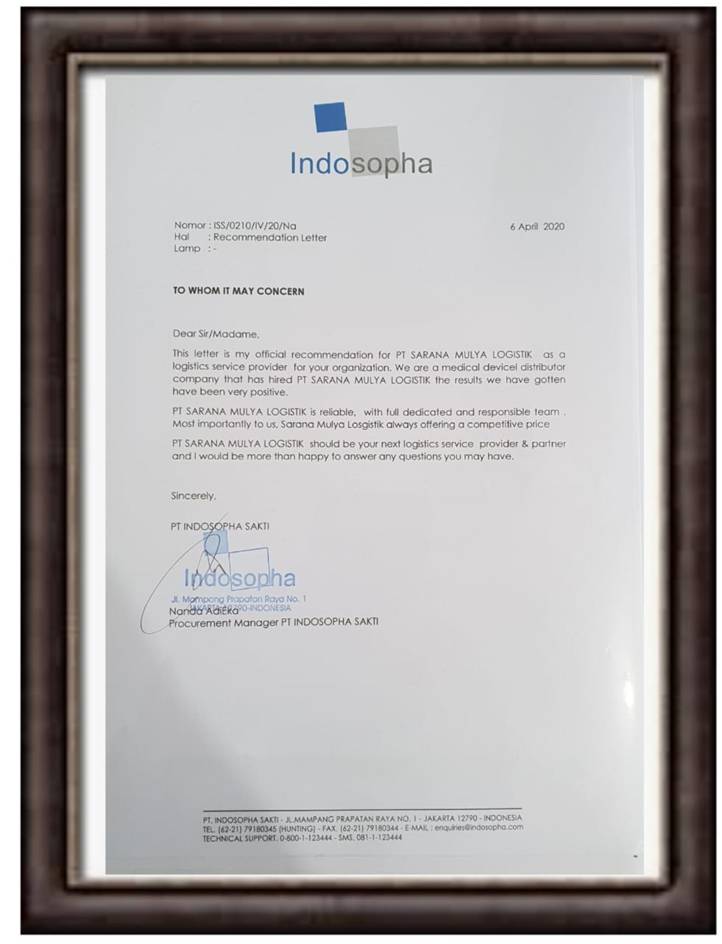 Indosopha
Nomor : ISS/0210/IV/20/Na
6 April 2020
Hal : Recommendation Letter
Lamp : -
TO WHOM IT MAY CONCERN
Dear Sir/Madame,
This letter is my official recommendation for PT SARANA MULYA LOGISTIK as a
logistics service provider for your organization. We are a medical devicel distributor
company that has hired PT SARANA MULYA LOGISTIK the results we have gotten
have been very positive.
PT SARANA MULYA LOGISTIK is reliable, with full dedicated and responsible team .
Most importantly to us, Sarana Mulya Losgistik always offering a competitive price
PT SARANA MULYA LOGISTIK should be your next logistics service provider & partner
and I would be more than happy to answer any questions you may have.
Sincerely,
PT INDOSOPHA SAKTI
Indosopha
Jl. Mampang Prapatan Raya No. 1
JAKARTA 12790-INDONESIA
Nanda AdiEka
Procurement Manager PT INDOSOPHA SAKTI
PT. INDOSOPHA SAKTI - JL.MAMPANG PRAPATAN RAYA NO. 1 - JAKARTA 12790 - INDONESIA
TEL. (62-21) 79180345 (HUNTING) - FAX. (62-21) 79180344 - E-MAIL : enquiries@indosopha.com
TECHNICAL SUPPORT. 0-800-1-123444 - SMS. 081-1-123444